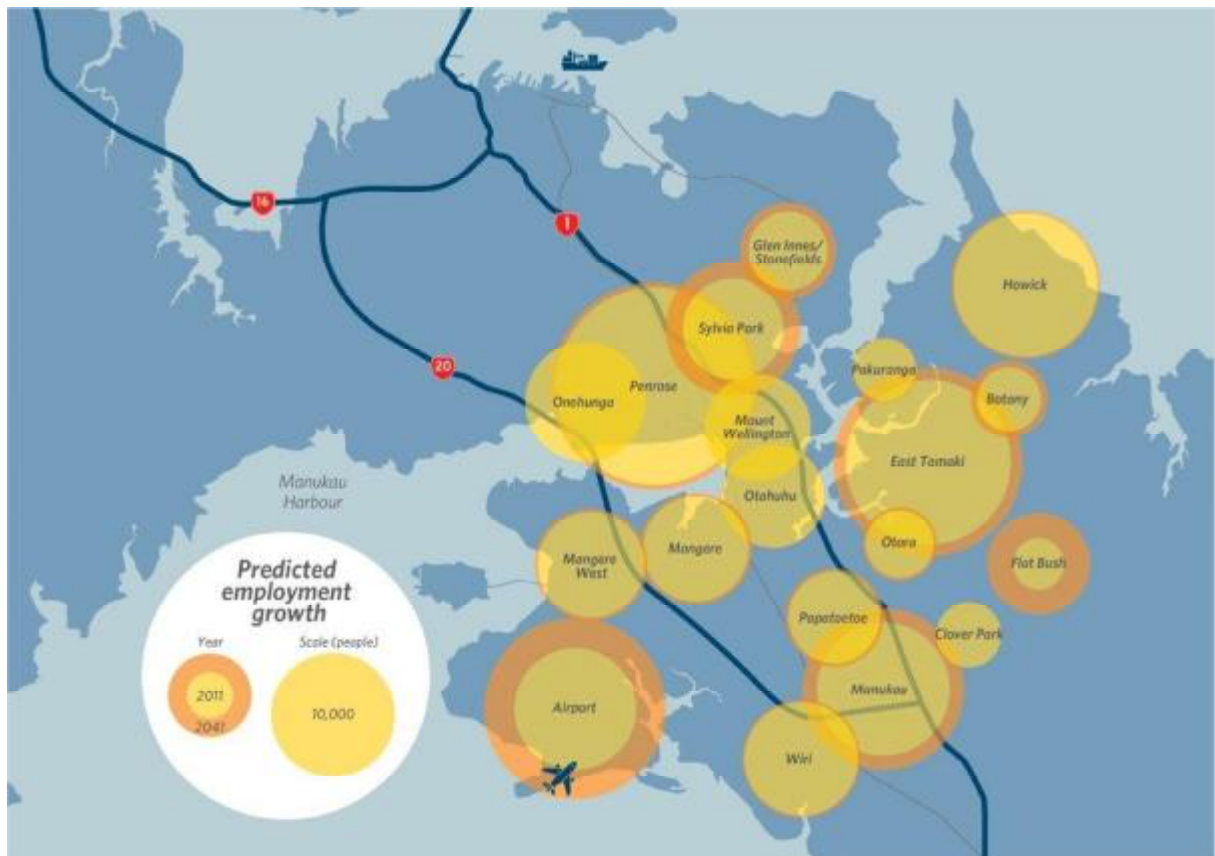 16
1
20
Glen Innes/
Stonefields
Howick
Sylvia Park
Pakuranga
Penrose
Onehunga
Botany
Mount
Wellington
East Tamaki
Manukau
Harbour
Otahuhu
Otara
Mangere
Mangere
West
Flat Bush
Papatoetoe
Clover Park
Manukau
Airport
Wiri
Predicted
employment
growth
Year
Scale (people)
2011
2041
10,000